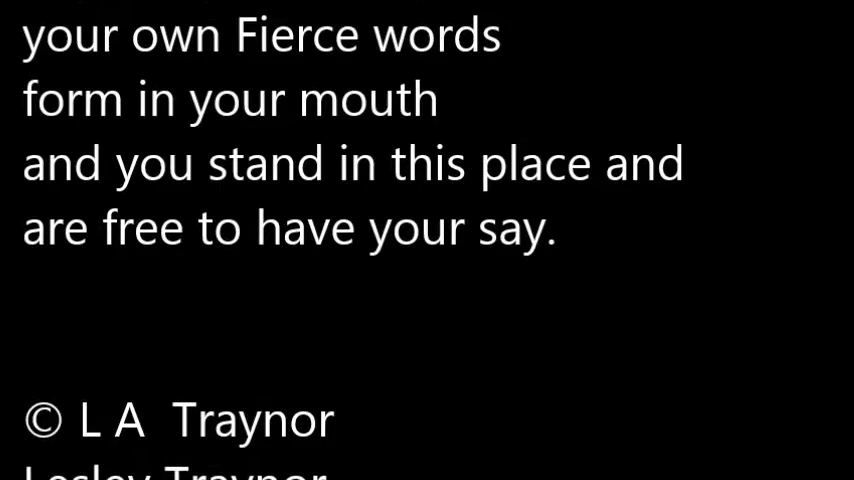 your own Fierce words
form in your mouth
and you stand in this place and
are free to have your say.
© L A  Traynor
Lesley Traynor